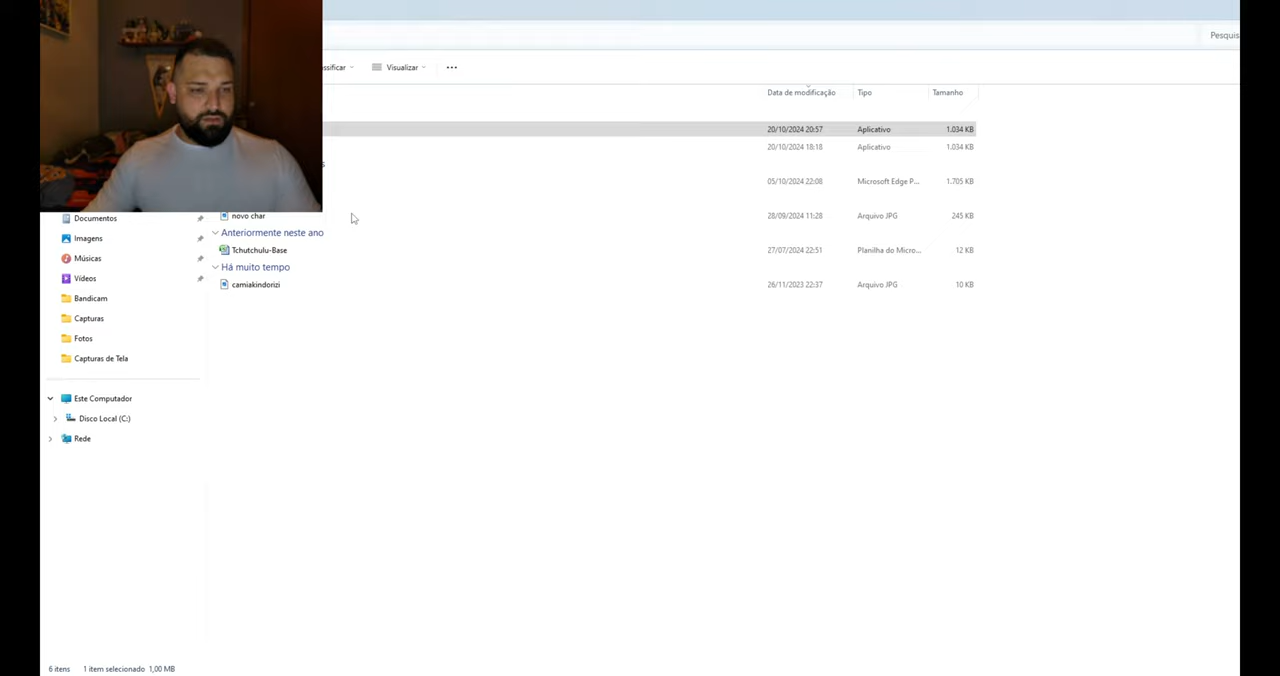 Pesquis
ssificar
Visualizar
...
Data de modificação Tipo Tamanho
20/10/2024 20:57 Aplicativo 1.034 KB
20/10/2024 18:18 Aplicativo 1.034 KB
05/10/2024 22:08 Microsoft Edge P... 1.705 KB
novo char 28/09/2024 11:28 Arquivo JPG 245 KB
Anteriormente neste ano
Tchutchulu-Base 27/07/2024 22:51 Planilha do Micro... 12 KB
Há muito tempo
camiakindorizi 26/11/2023 22:37 Arquivo JPG 10 KB
Documentos
Imagens
Músicas
Vídeos
Bandicam
Capturas
Fotos
Capturas de Tela
Este Computador
Disco Local (C:)
Rede
6 itens 1 item selecionado 1,00 MB